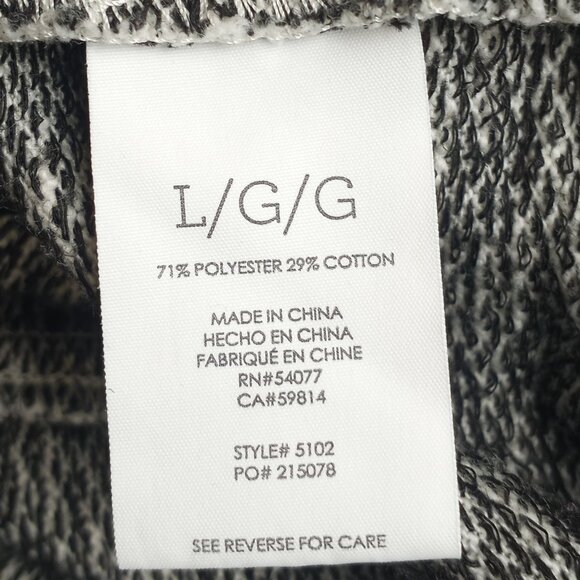 L/G/G
71% POLYESTER 29% COTTON
MADE IN CHINA
HECHO EN CHINA
FABRIQUÉ EN CHINE
RN#54077
CA#59814
STYLE# 5102
PO# 215078
SEE REVERSE FOR CARE